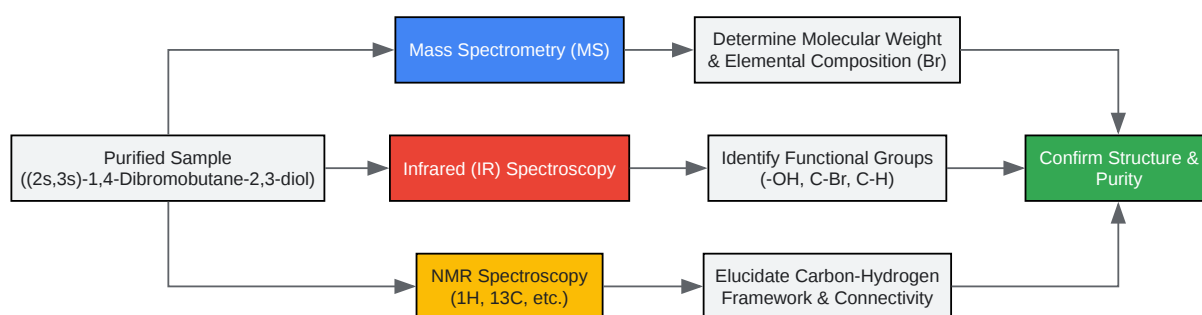 Mass Spectrometry (MS)
Determine Molecular Weight
& Elemental Composition (Br)
Purified Sample
((2s,3s)-1,4-Dibromobutane-2,3-diol)
Infrared (IR) Spectroscopy
Identify Functional Groups
(-OH, C-Br, C-H)
Confirm Structure &
Purity
NMR Spectroscopy
(1H, 13C, etc.)
Elucidate Carbon-Hydrogen
Framework & Connectivity